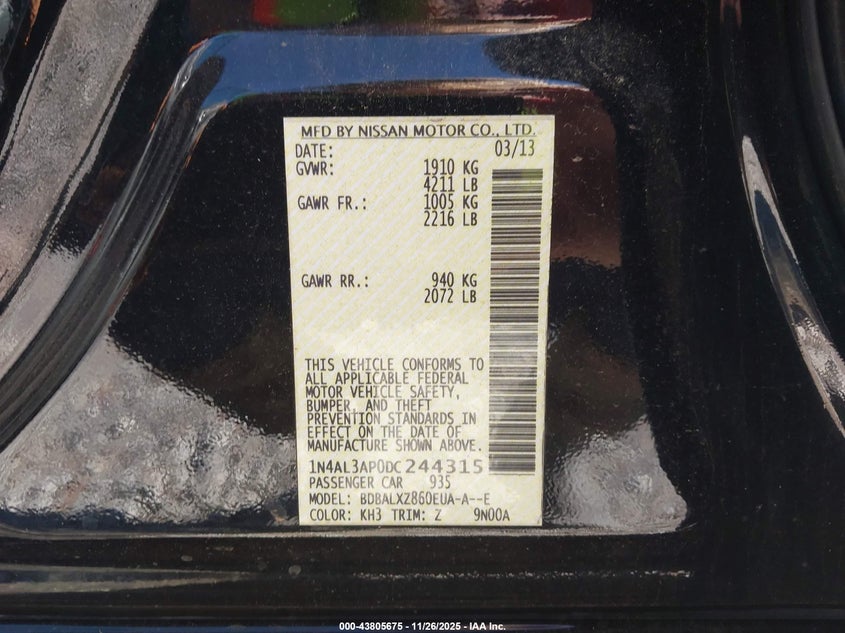 MFD BY NISSAN MOTOR CO., LTD.
DATE: 03/13
GVWR: 1910 KG
4211 LB
GAWR FR.: 1005 KG
2216 LB
GAWR RR.: 940 KG
2072 LB
THIS VEHICLE CONFORMS TO
ALL APPLICABLE FEDERAL
MOTOR VEHICLE SAFETY,
BUMPER, AND THEFT
PREVENTION STANDARDS IN
EFFECT ON THE DATE OF
MANUFACTURE SHOWN ABOVE.
1N4AL3AP0DC244315
PASSENGER CAR 935
MODEL: BDBALXZ860EUA-A--E
COLOR: KH3 TRIM: Z 9N00A
000-43805675 - 11/26/2025 - IAA Inc.